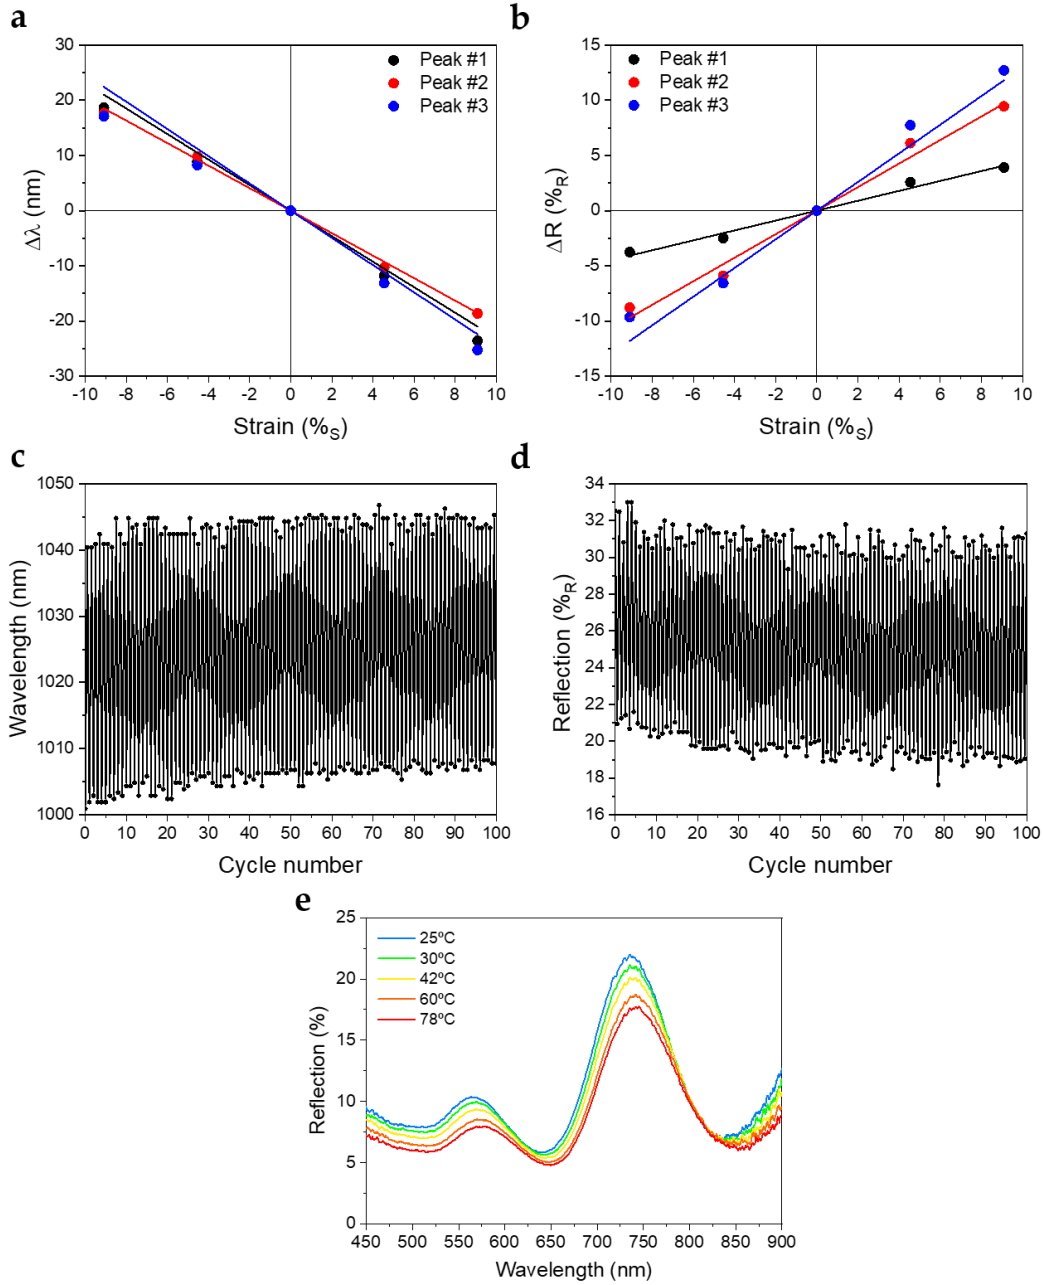 a
30
20
10
0
-10
-20
-30
Δλ (nm)
-10 -8 -6 -4 -2 0 2 4 6 8 10
Strain (%S)
Peak #1
Peak #2
Peak #3
b
15
10
5
0
-5
-10
-15
ΔR (%R)
-10 -8 -6 -4 -2 0 2 4 6 8 10
Strain (%S)
Peak #1
Peak #2
Peak #3
c
1050
1040
1030
1020
1010
1000
Wavelength (nm)
0 10 20 30 40 50 60 70 80 90 100
Cycle number
d
34
32
30
28
26
24
22
20
18
16
Reflection (%R)
0 10 20 30 40 50 60 70 80 90 100
Cycle number
e
25
20
15
10
5
0
Reflection (%)
25ºC
30ºC
42ºC
60ºC
78ºC
450 500 550 600 650 700 750 800 850 900
Wavelength (nm)